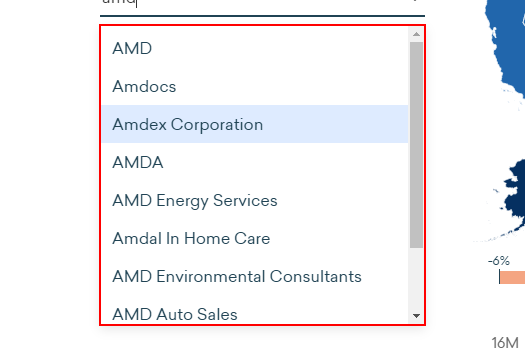 amd
AMD
Amdocs
Amdex Corporation
AMDA
AMD Energy Services
Amdal In Home Care
AMD Environmental Consultants
AMD Auto Sales
-6%
16M